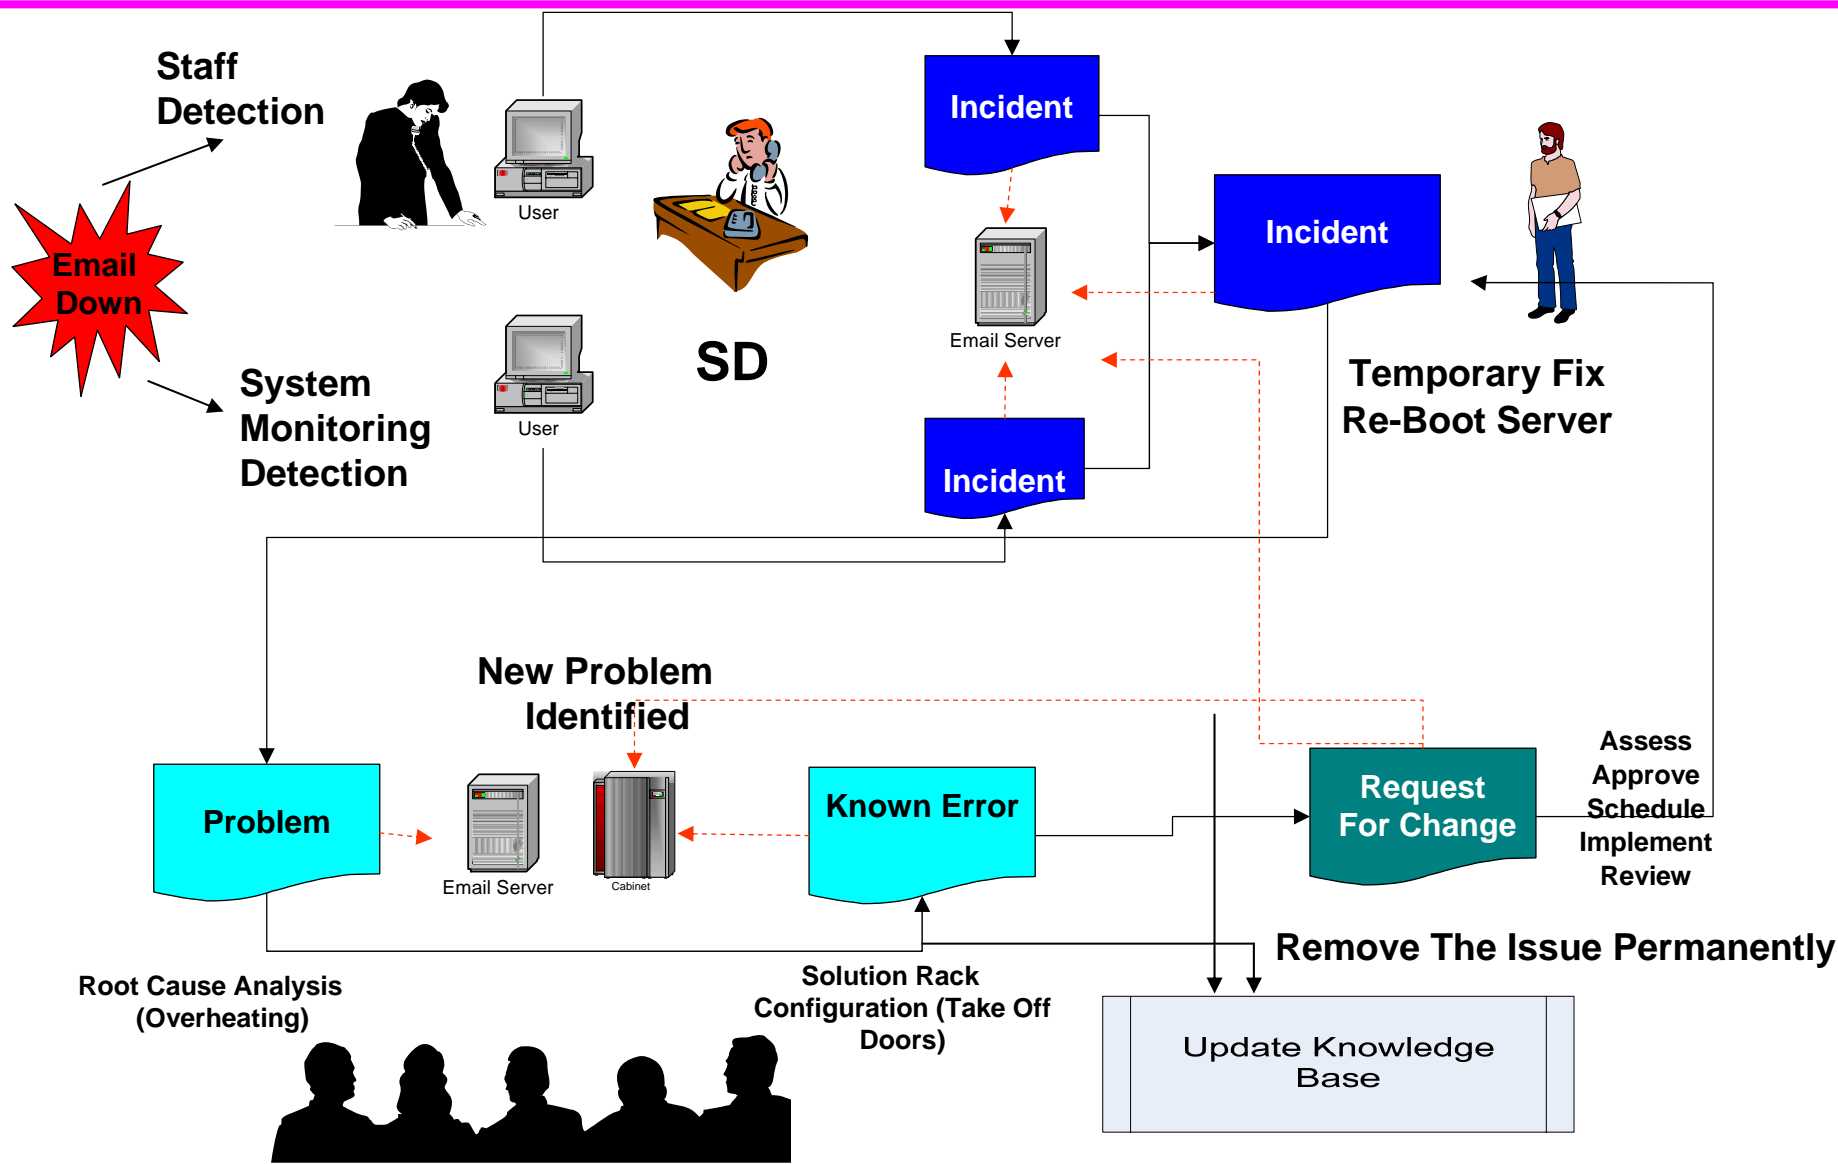 Staff
Detection
Email
Down
System
Monitoring
Detection
User
User
SD
Incident
Email Server
Incident
Incident
Temporary Fix
Re-Boot Server
New Problem
Identified
Problem
Email Server
Cabinet
Known Error
Request
For Change
Assess
Approve
Schedule
Implement
Review
Remove The Issue Permanently
Root Cause Analysis
(Overheating)
Solution Rack
Configuration (Take Off
Doors)
Update Knowledge
Base